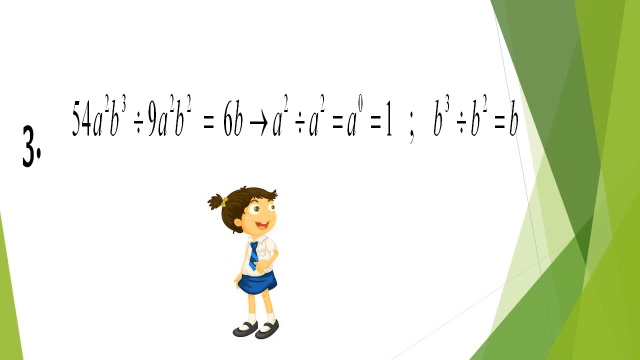 3. 54a²b³ ÷ 9a²b² = 6b → a² ÷ a² = a⁰ = 1 ; b³ ÷ b² = b